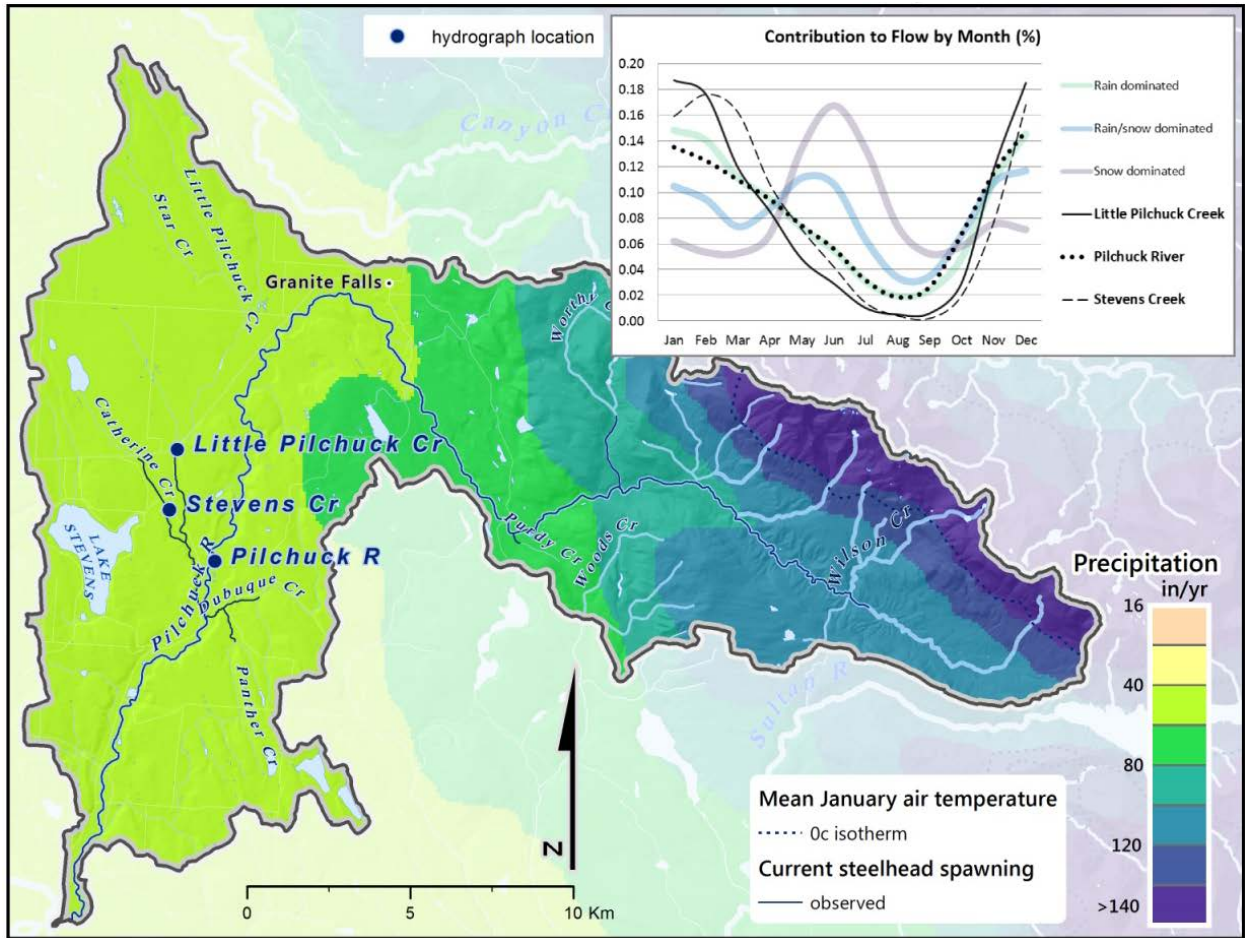 hydrograph location
Contribution to Flow by Month (%)
0.20
0.18
0.16
0.14
0.12
0.10
0.08
0.06
0.04
0.02
0.00
Jan Feb Mar Apr May Jun Jul Aug Sep Oct Nov Dec
Rain dominated
Rain/snow dominated
Snow dominated
Little Pilchuck Creek
Pilchuck River
Stevens Creek
Canyon C
Little Pilchuck Cr
Star Cr
Granite Falls
Worthy
Catherine Cr
Little Pilchuck Cr
Stevens Cr
LAKE
STEVENS
Pilchuck R
Pilchuck R
Dubuque Cr
Panther Cr
Purdy Cr
Woods Cr
Wilson Cr
Sultan R
N
0 5 10 Km
Mean January air temperature
0c isotherm
Current steelhead spawning
observed
Precipitation
in/yr
16
40
80
120
>140